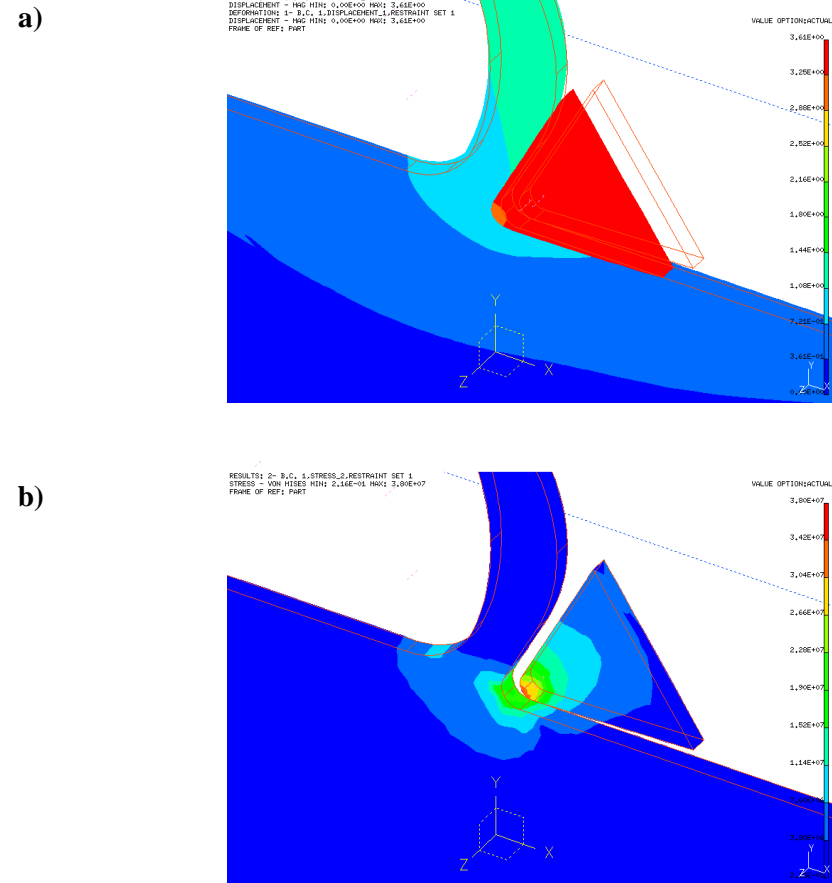 a)
DISPLACEMENT - MAG MIN: 0.00E+00 MAX: 3.61E+00
DEFORMATION: 1- B.C. 1,DISPLACEMENT_1,RESTRAINT SET 1
DISPLACEMENT - MAG MIN: 0.00E+00 MAX: 3.61E+00
FRAME OF REF: PART
VALUE OPTION:ACTUAL
3.61E+00
3.25E+00
2.88E+00
2.52E+00
2.16E+00
1.80E+00
1.44E+00
1.08E+00
7.21E-01
3.61E-01
Y
Z
X
Y
Z
X
b)
RESULTS: 2- B.C. 1,STRESS_2,RESTRAINT SET 1
STRESS - VON MISES MIN: 2.16E-01 MAX: 3.80E+07
FRAME OF REF: PART
VALUE OPTION:ACTUAL
3.80E+07
3.42E+07
3.04E+07
2.66E+07
2.28E+07
1.90E+07
1.52E+07
1.14E+07
Y
Z
X
Y
Z
X